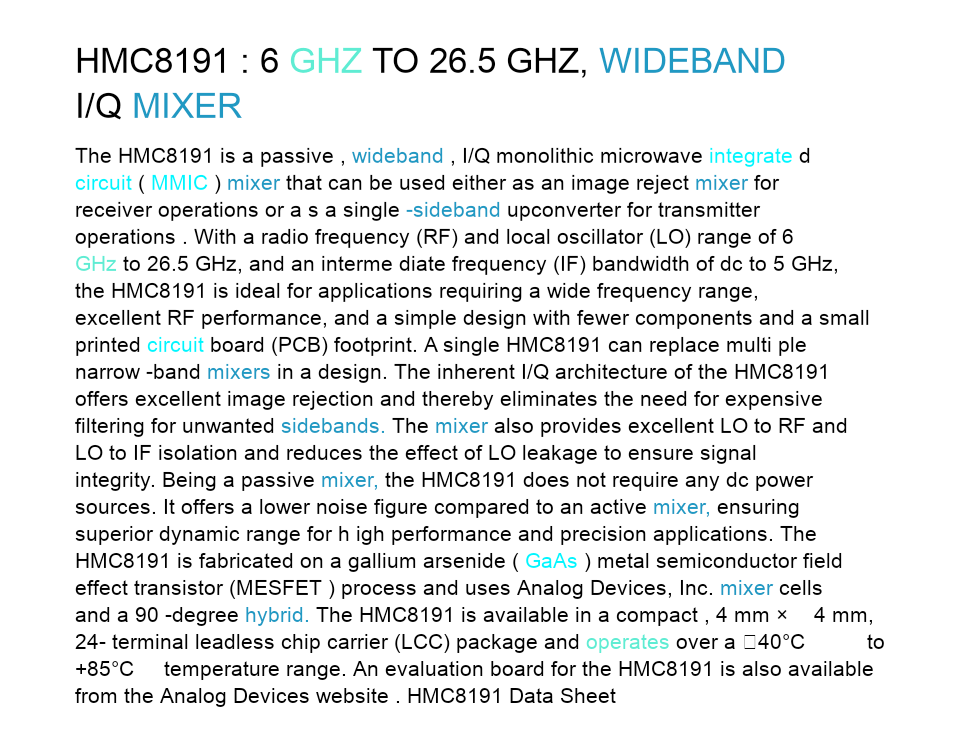 HMC8191 : 6 GHZ TO 26.5 GHZ, WIDEBAND
I/Q MIXER
The HMC8191 is a passive , wideband , I/Q monolithic microwave integrate d
circuit ( MMIC ) mixer that can be used either as an image reject mixer for
receiver operations or a s a single -sideband upconverter for transmitter
operations . With a radio frequency (RF) and local oscillator (LO) range of 6
GHz to 26.5 GHz, and an interme diate frequency (IF) bandwidth of dc to 5 GHz,
the HMC8191 is ideal for applications requiring a wide frequency range,
excellent RF performance, and a simple design with fewer components and a small
printed circuit board (PCB) footprint. A single HMC8191 can replace multi ple
narrow -band mixers in a design. The inherent I/Q architecture of the HMC8191
offers excellent image rejection and thereby eliminates the need for expensive
filtering for unwanted sidebands. The mixer also provides excellent LO to RF and
LO to IF isolation and reduces the effect of LO leakage to ensure signal
integrity. Being a passive mixer, the HMC8191 does not require any dc power
sources. It offers a lower noise figure compared to an active mixer, ensuring
superior dynamic range for h igh performance and precision applications. The
HMC8191 is fabricated on a gallium arsenide ( GaAs ) metal semiconductor field
effect transistor (MESFET ) process and uses Analog Devices, Inc. mixer cells
and a 90 -degree hybrid. The HMC8191 is available in a compact , 4 mm × 4 mm,
24- terminal leadless chip carrier (LCC) package and operates over a 40°C to
+85°C temperature range. An evaluation board for the HMC8191 is also available
from the Analog Devices website . HMC8191 Data Sheet